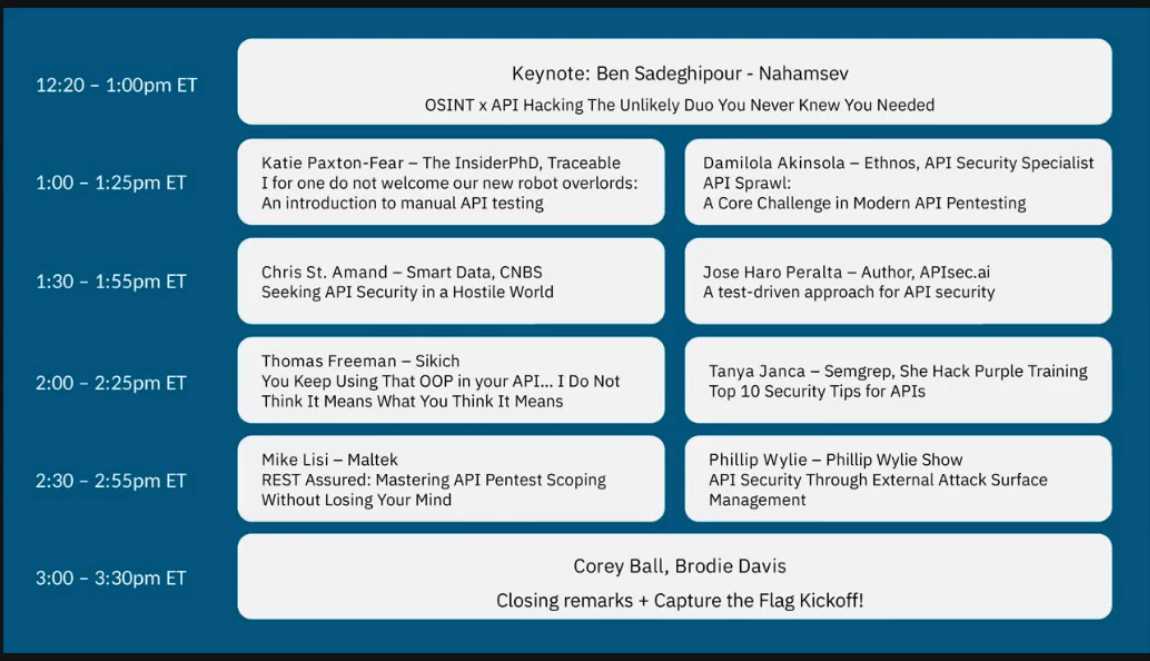 12:20 – 1:00pm ET
Keynote: Ben Sadeghipour - Nahamsev
OSINT x API Hacking The Unlikely Duo You Never Knew You Needed
1:00 – 1:25pm ET
Katie Paxton-Fear – The InsiderPhD, Traceable
I for one do not welcome our new robot overlords:
An introduction to manual API testing
Damilola Akinsola – Ethnos, API Security Specialist
API Sprawl:
A Core Challenge in Modern API Pentesting
1:30 – 1:55pm ET
Chris St. Amand – Smart Data, CNBS
Seeking API Security in a Hostile World
Jose Haro Peralta – Author, APIsec.ai
A test-driven approach for API security
2:00 – 2:25pm ET
Thomas Freeman – Sikich
You Keep Using That OOP in your API... I Do Not
Think It Means What You Think It Means
Tanya Janca – Semgrep, She Hack Purple Training
Top 10 Security Tips for APIs
2:30 – 2:55pm ET
Mike Lisi – Maltek
REST Assured: Mastering API Pentest Scoping
Without Losing Your Mind
Phillip Wylie – Phillip Wylie Show
API Security Through External Attack Surface
Management
3:00 – 3:30pm ET
Corey Ball, Brodie Davis
Closing remarks + Capture the Flag Kickoff!